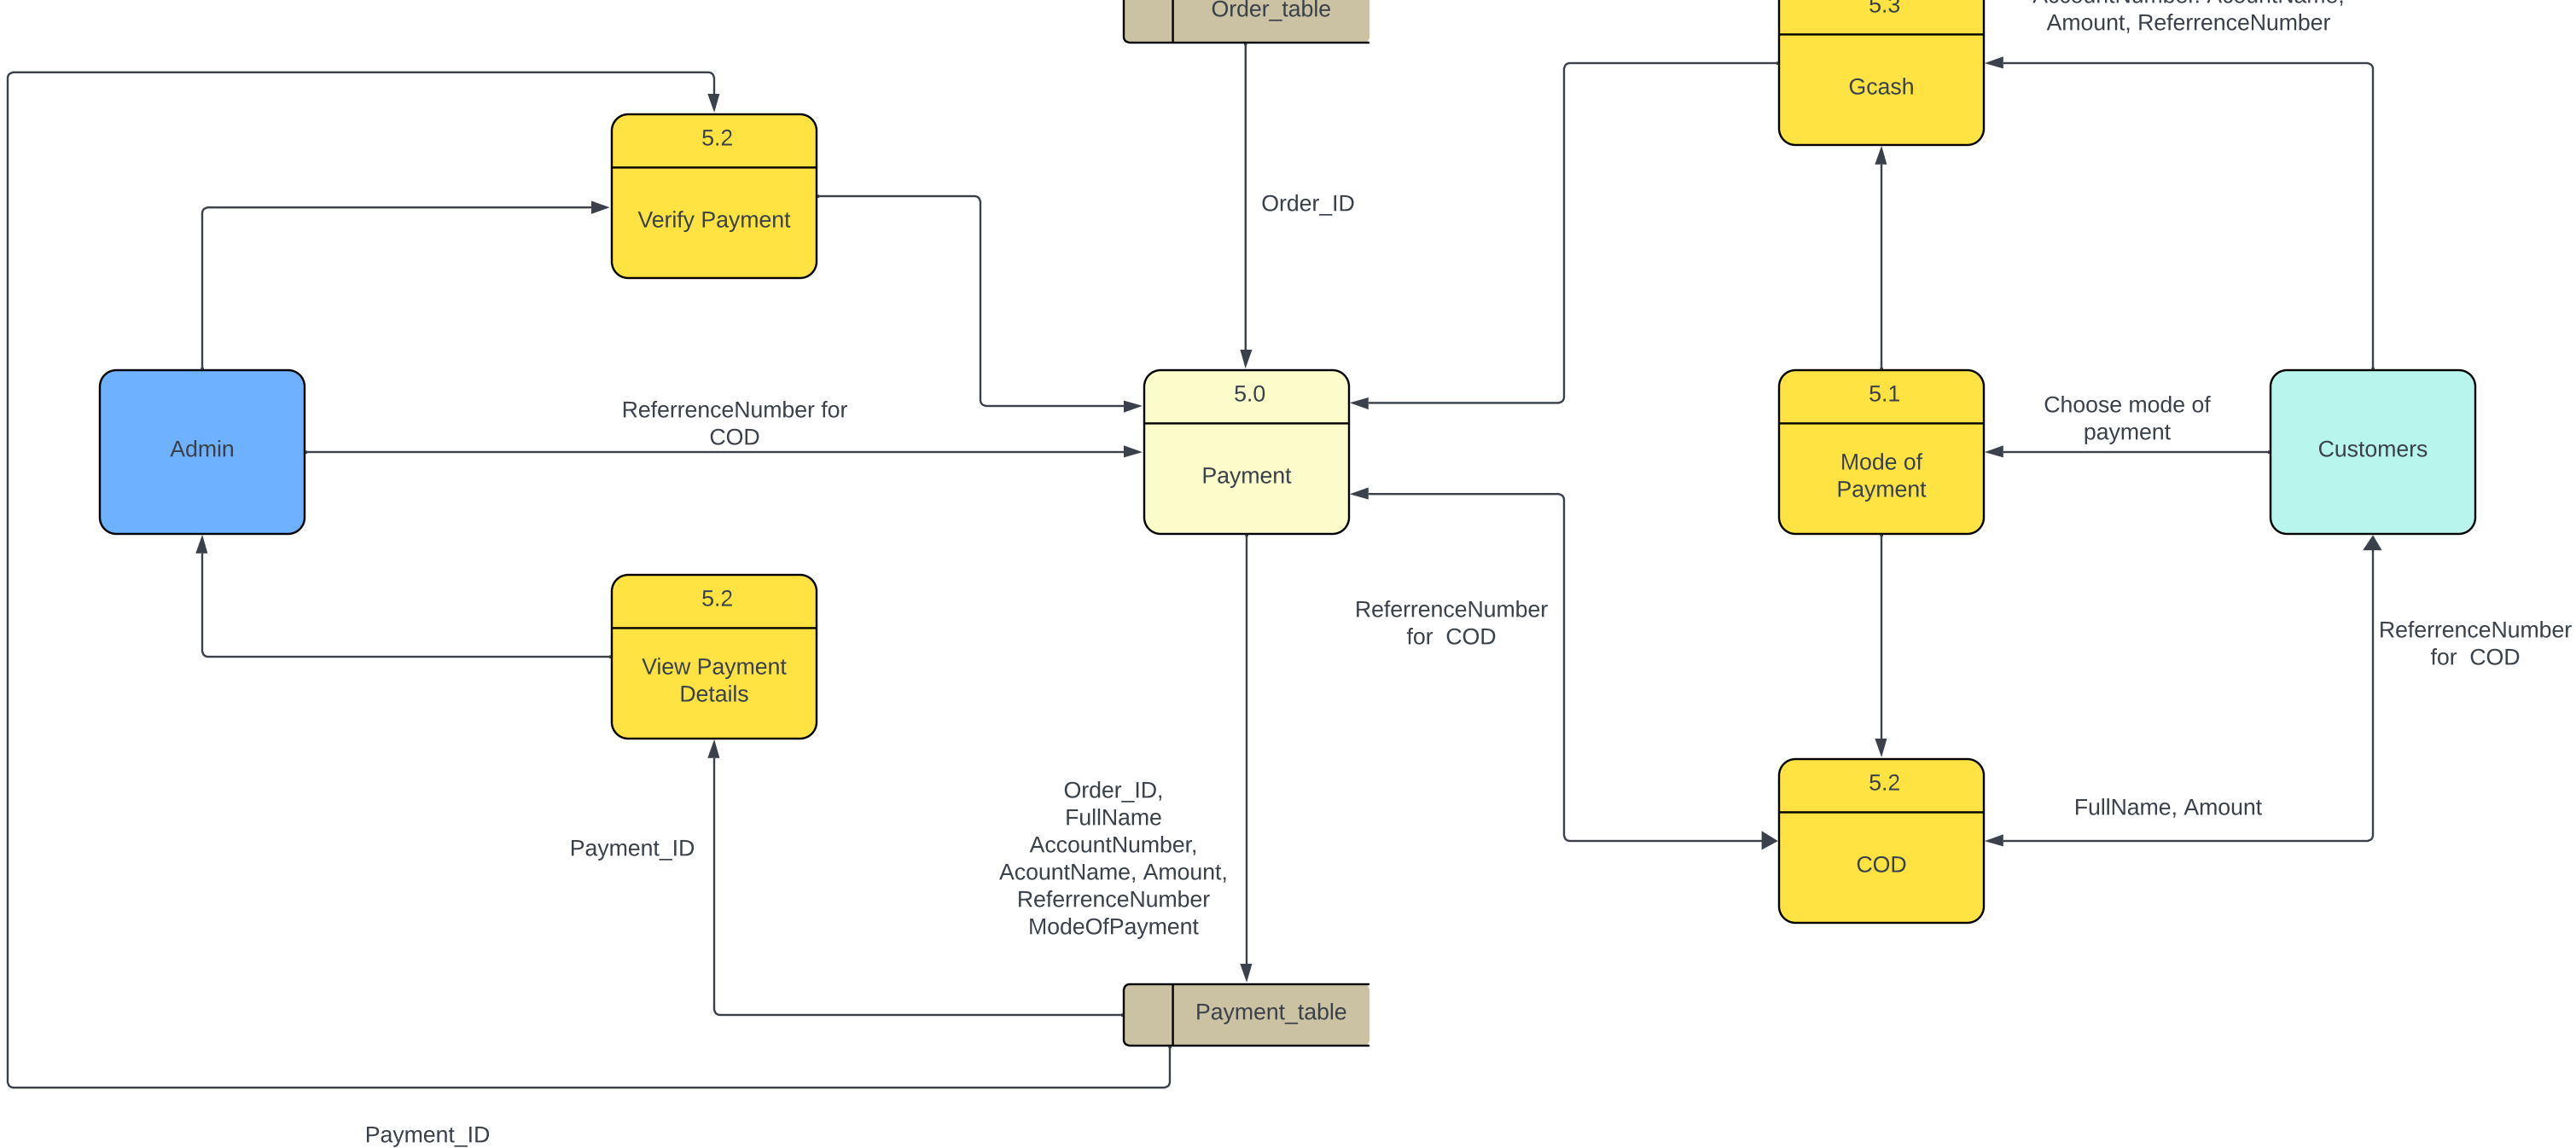 Order_table
5.3
AccountNumber. AcountName,
Amount, ReferrenceNumber
Gcash
5.2
Verify Payment
Order_ID
Admin
ReferrenceNumber for
COD
5.0
Payment
5.1
Mode of
Payment
Choose mode of
payment
Customers
5.2
View Payment
Details
ReferrenceNumber
for  COD
ReferrenceNumber
for  COD
Order_ID,
FullName
AccountNumber,
AcountName, Amount,
ReferrenceNumber
ModeOfPayment
Payment_ID
5.2
COD
FullName, Amount
Payment_table
Payment_ID